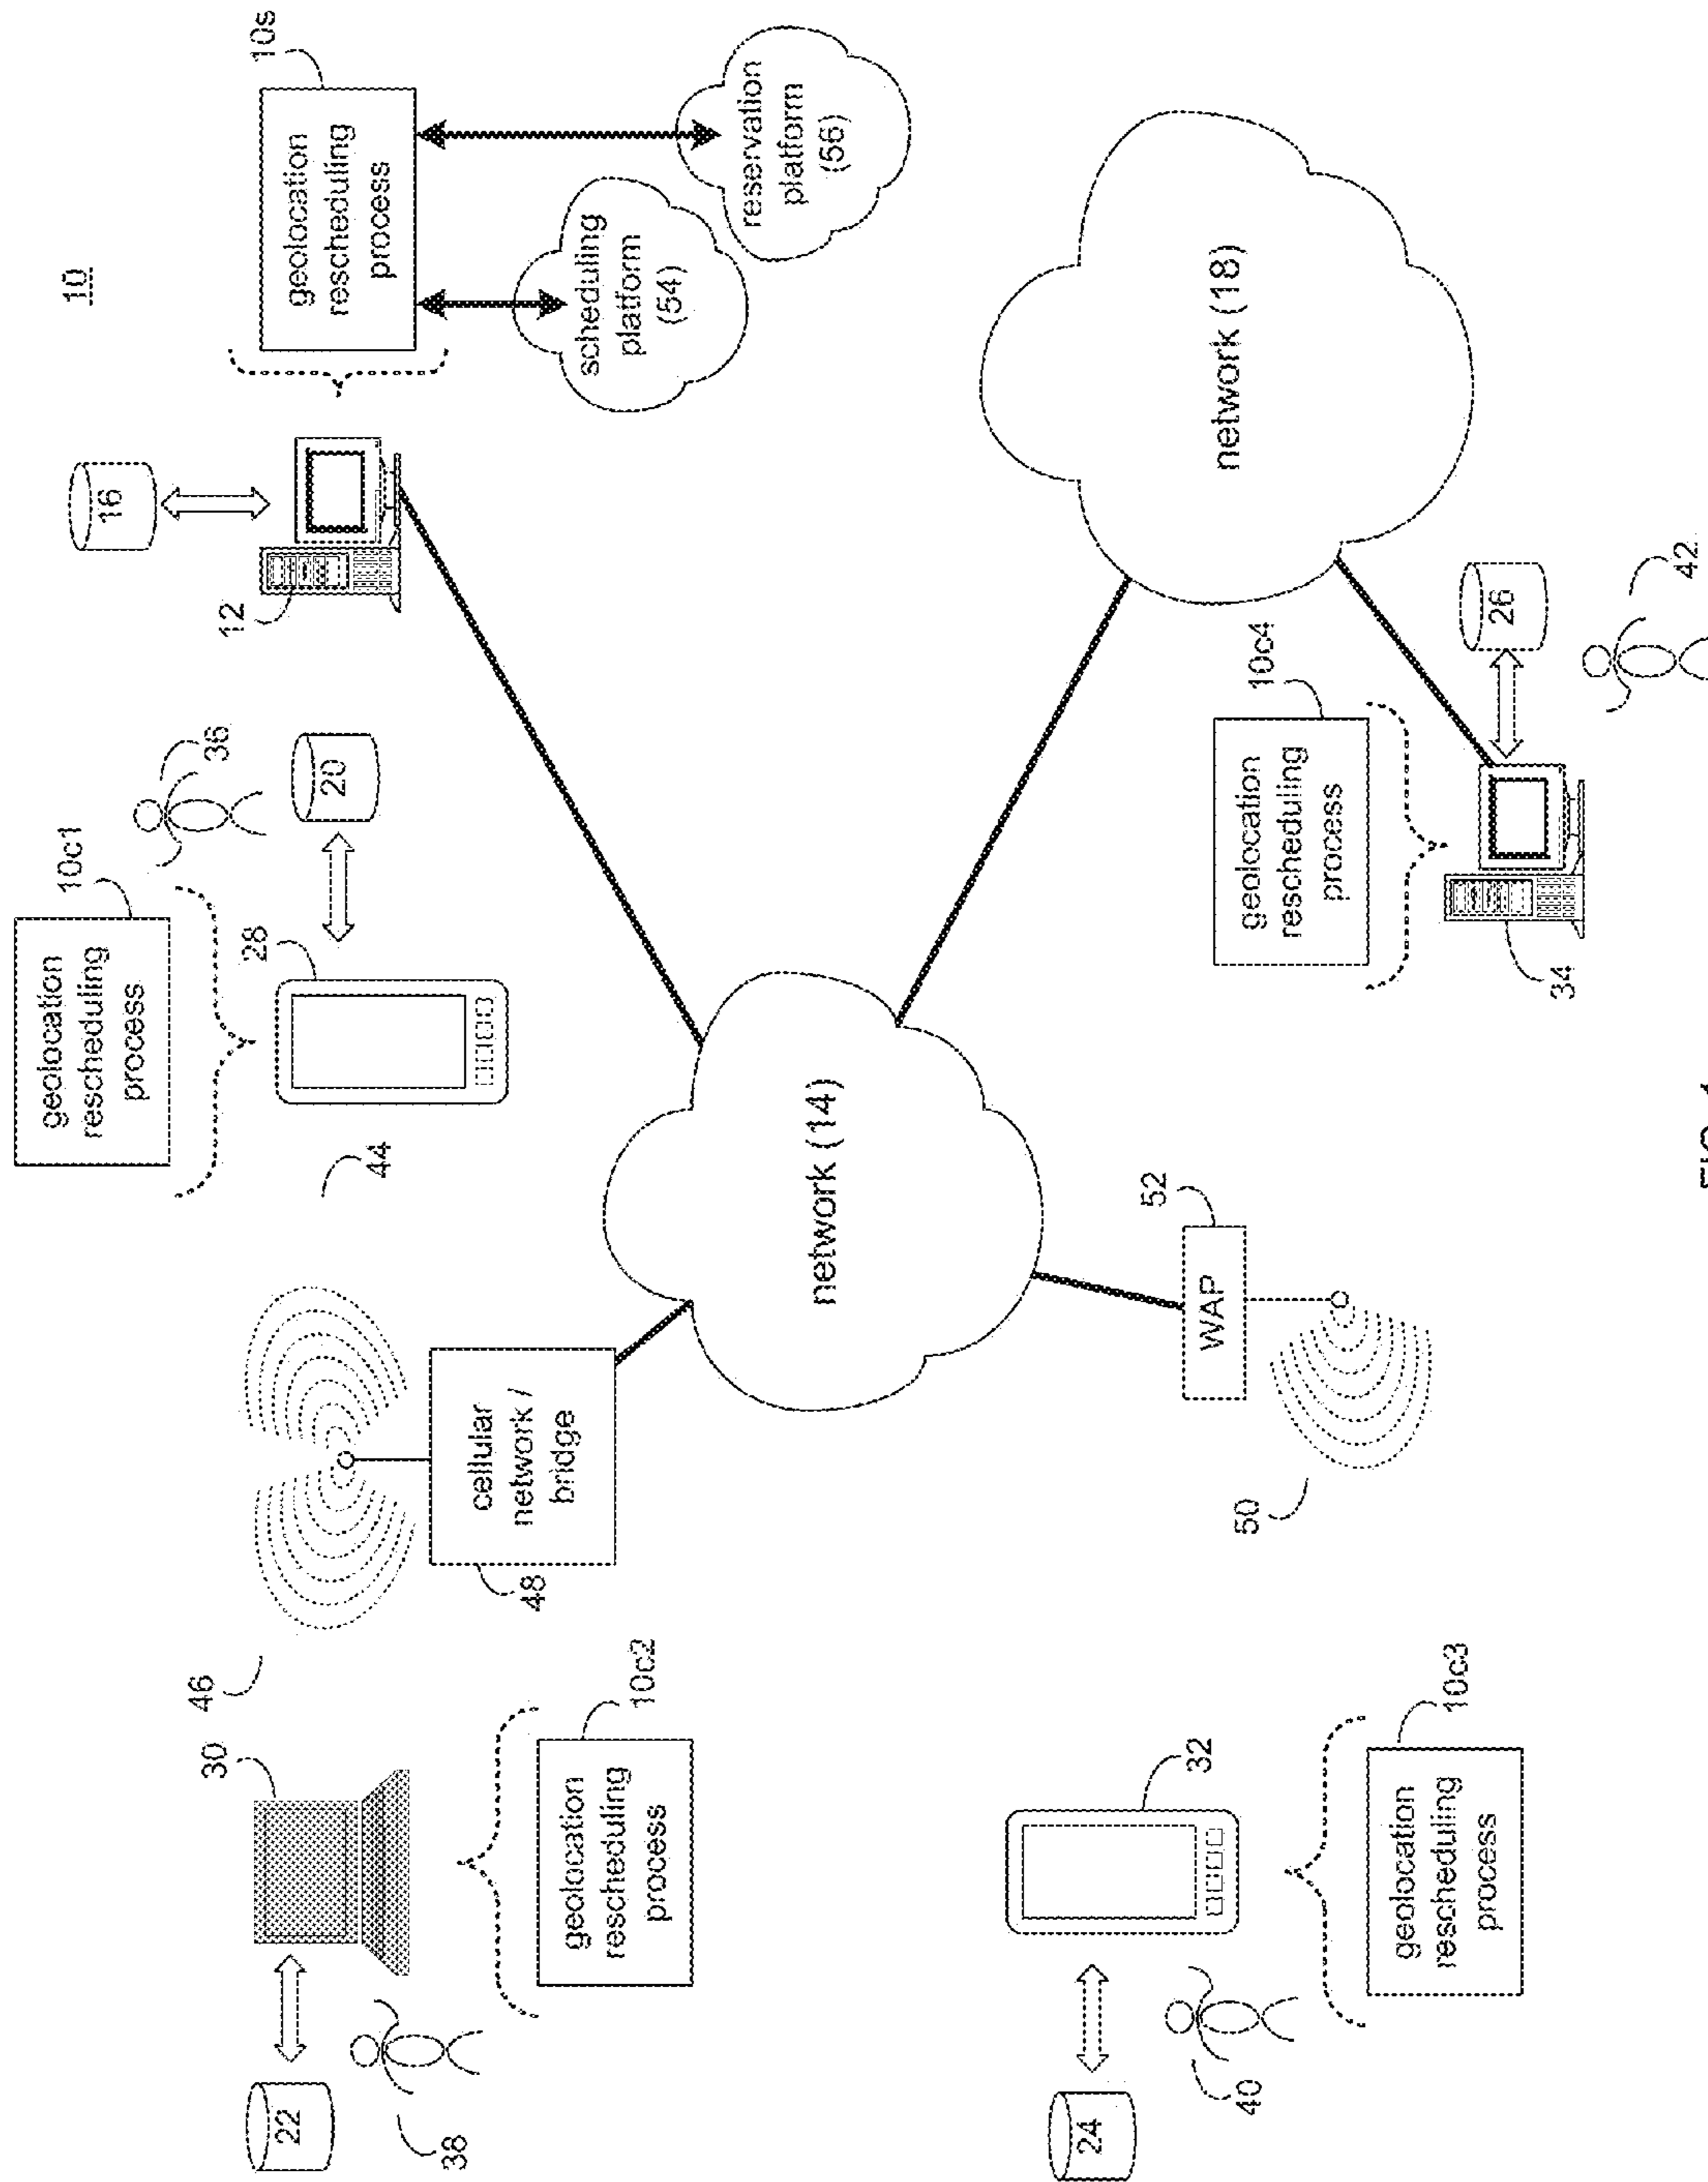 10
geolocation
rescheduling
process
10s
scheduling
platform
(54)
reservation
platform
(56)
16
12
geolocation
rescheduling
process
10c1
36
20
28
44
46
cellular
network /
bridge
48
30
22
38
geolocation
rescheduling
process
10c2
network (14)
network (18)
WAP
52
50
32
24
40
geolocation
rescheduling
process
10c3
geolocation
rescheduling
process
10c4
26
42
34